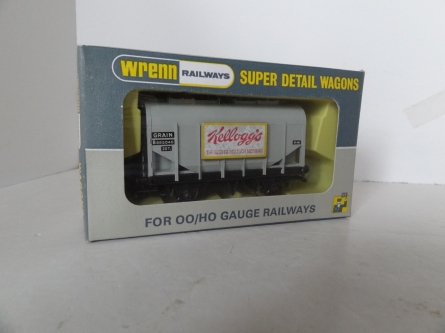 Wrenn RAILWAYS SUPER DETAIL WAGONS
GRAIN
Kellogg's
FOR OO/HO GAUGE RAILWAYS